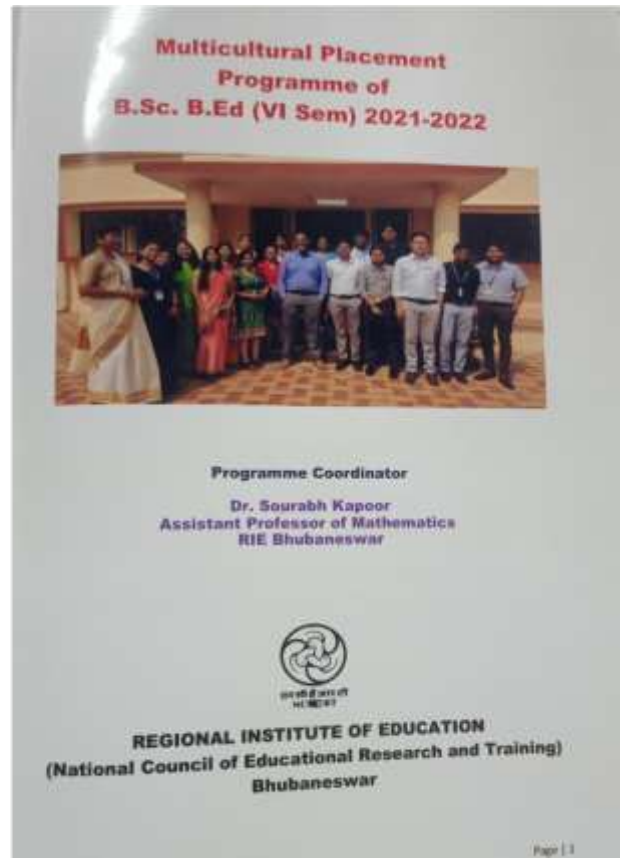 Multicultural Placement
Programme of
B.Sc. B.Ed (VI Sem) 2021-2022
Programme Coordinator
Dr. Sourabh Kapoor
Assistant Professor of Mathematics
RIE Bhubaneswar
REGIONAL INSTITUTE OF EDUCATION
(National Council of Educational Research and Training)
Bhubaneswar
Page | 1